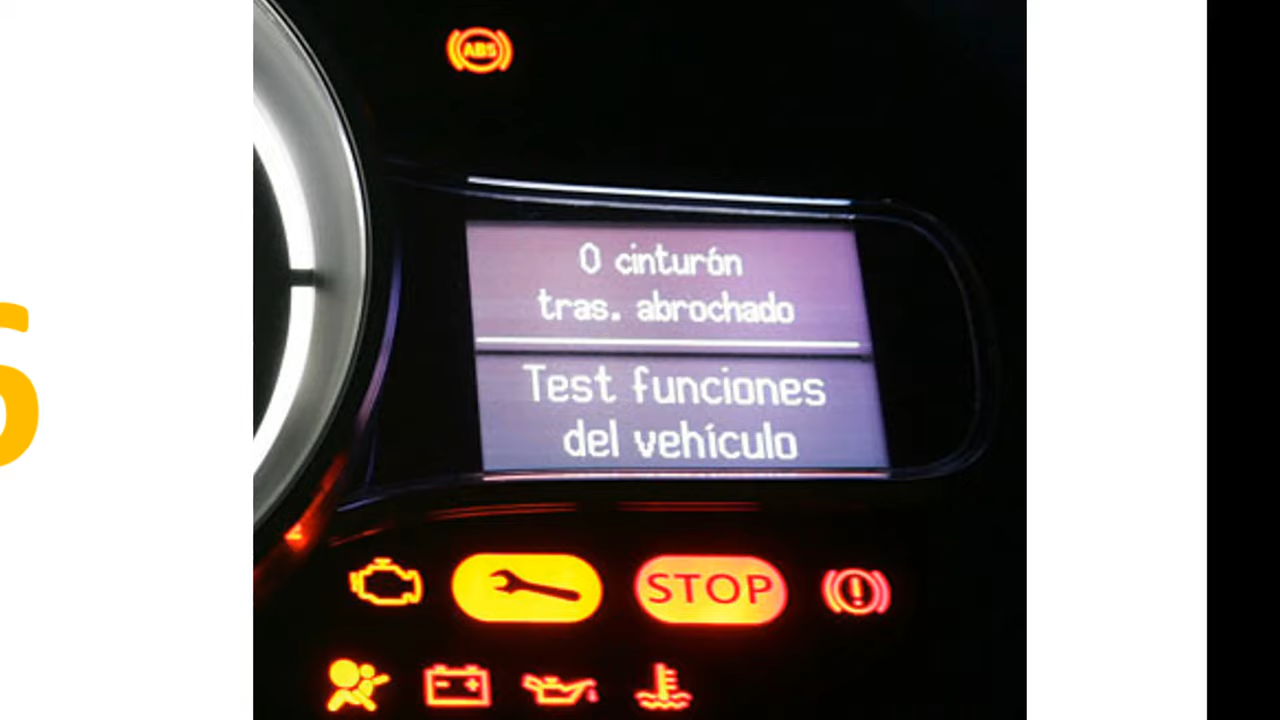 ABS
0 cinturón
tras. abrochado
Test funciones
del vehículo
STOP